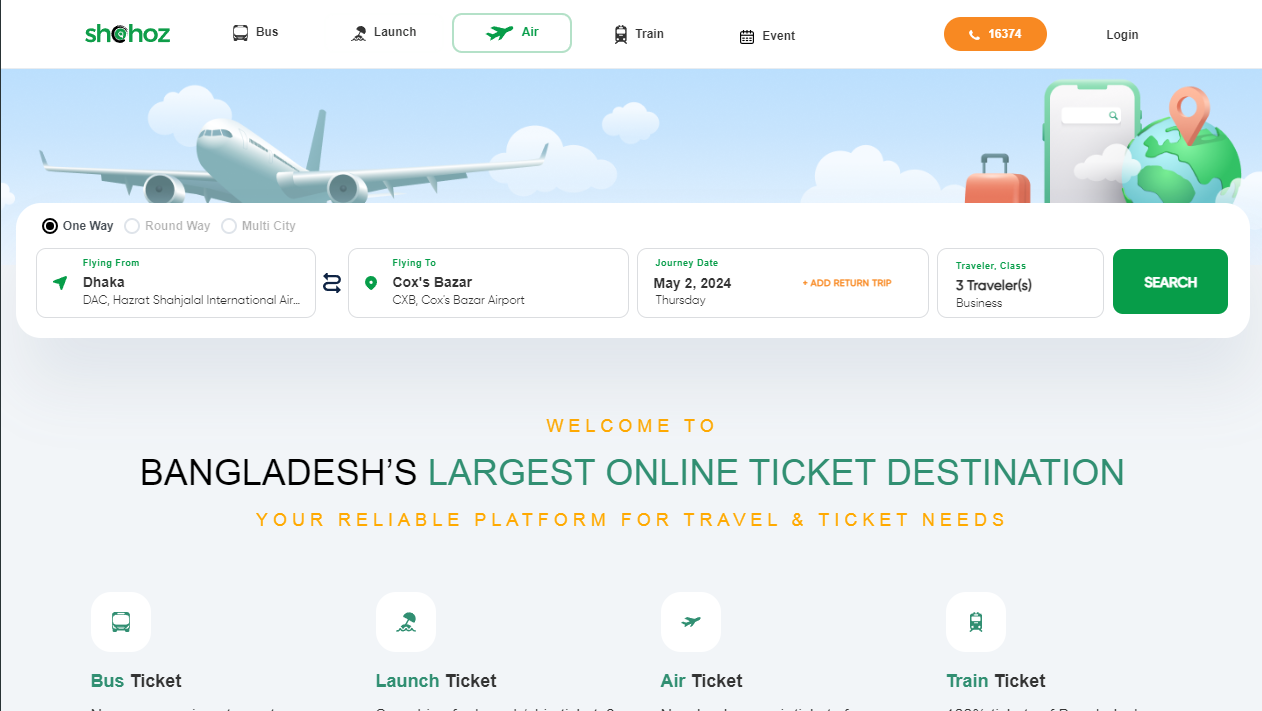 shohoz
Bus
Launch
Air
Train
Event
16374
Login
One Way
Round Way
Multi City
Flying From
Dhaka
DAC, Hazrat Shahjalal International Air...
Flying To
Cox's Bazar
CXB, Cox's Bazar Airport
Journey Date
May 2, 2024
Thursday
+ ADD RETURN TRIP
Traveler, Class
3 Traveler(s)
Business
SEARCH
WELCOME TO
BANGLADESH’S LARGEST ONLINE TICKET DESTINATION
YOUR RELIABLE PLATFORM FOR TRAVEL & TICKET NEEDS
Bus Ticket
Launch Ticket
Air Ticket
Train Ticket